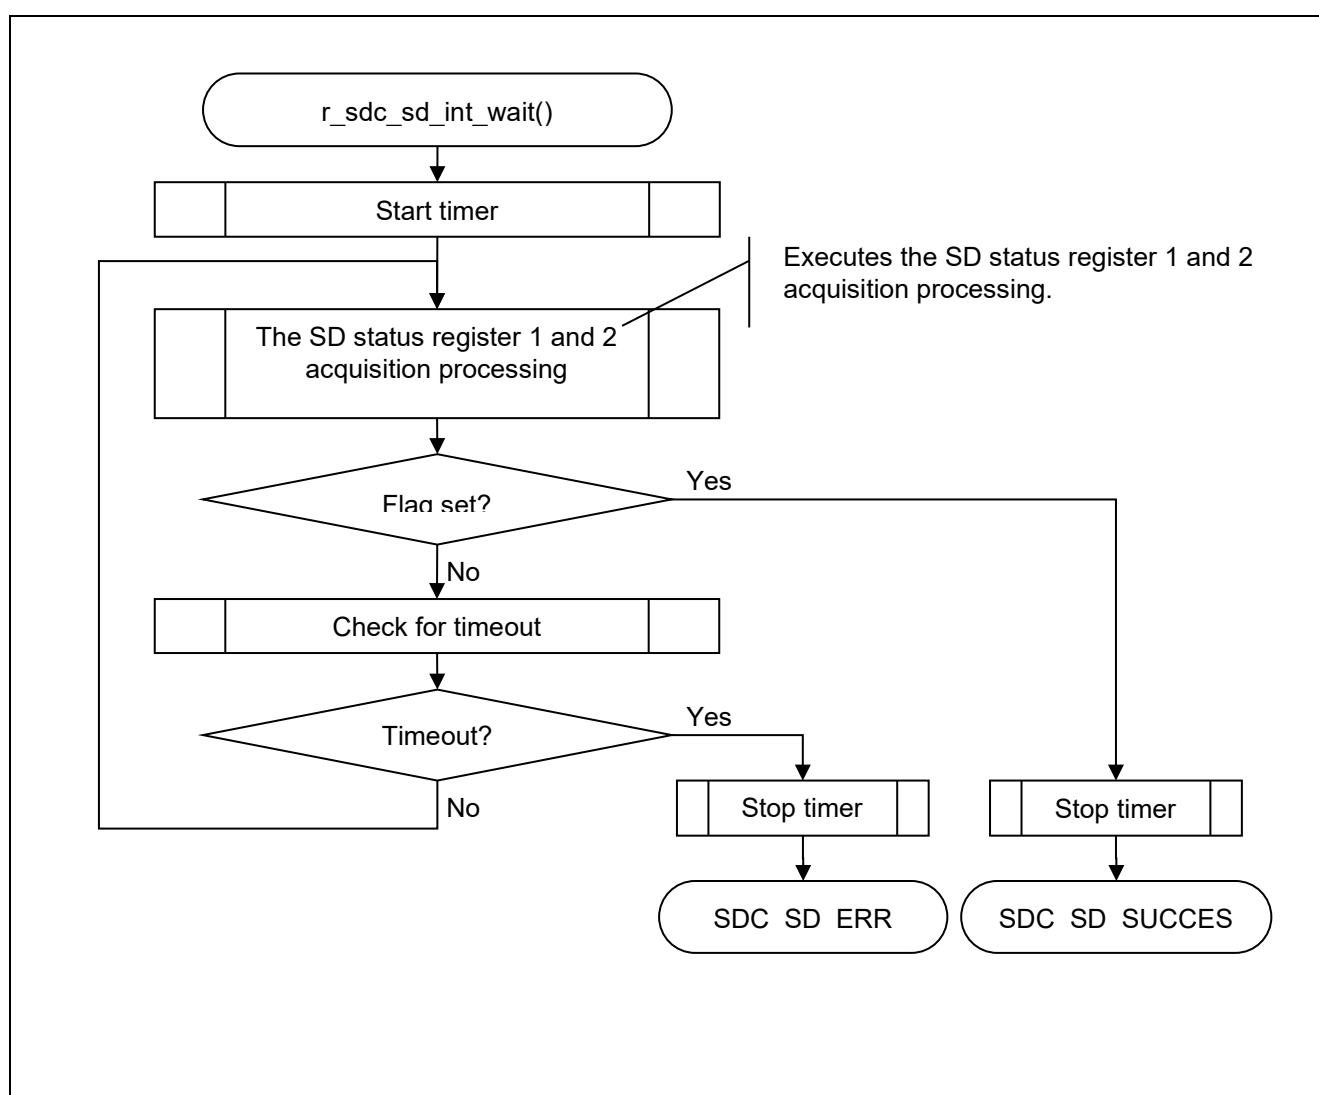 r_sdc_sd_int_wait()
Start timer
Executes the SD status register 1 and 2
acquisition processing.
The SD status register 1 and 2
acquisition processing
Flag set?
Yes
No
Check for timeout
Timeout?
Yes
No
Stop timer
Stop timer
SDC_SD_ERR
SDC_SD_SUCCES